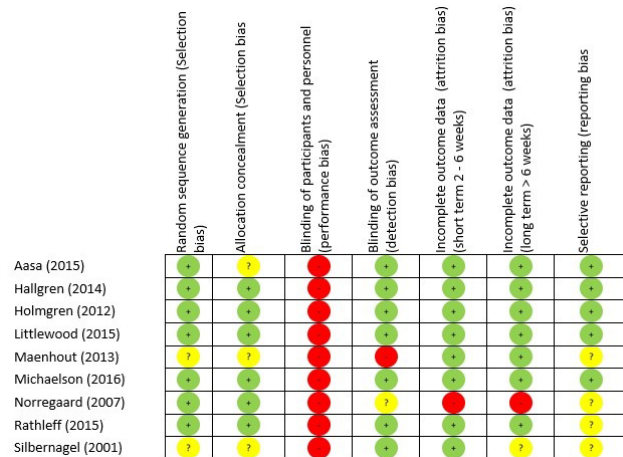 Random sequence generation (Selection
bias)
Allocation concealment (Selection bias
Blinding of participants and personnel
(performance bias)
Blinding of outcome assessment
(detection bias)
Incomplete outcome data (attrition bias)
(short term 2 - 6 weeks)
Incomplete outcome data (attrition bias)
(long term > 6 weeks)
Selective reporting (reporting bias
Aasa (2015) + ? + + + +
Hallgren (2014) + + + + + +
Holmgren (2012) + + + + + +
Littlewood (2015) + + + + + +
Maenhout (2013) ? ? + + ?
Michaelson (2016) + + + + + +
Norregaard (2007) + + ? ?
Rathleff (2015) + + + + + ?
Silbernagel (2001) ? ? + + ? ?